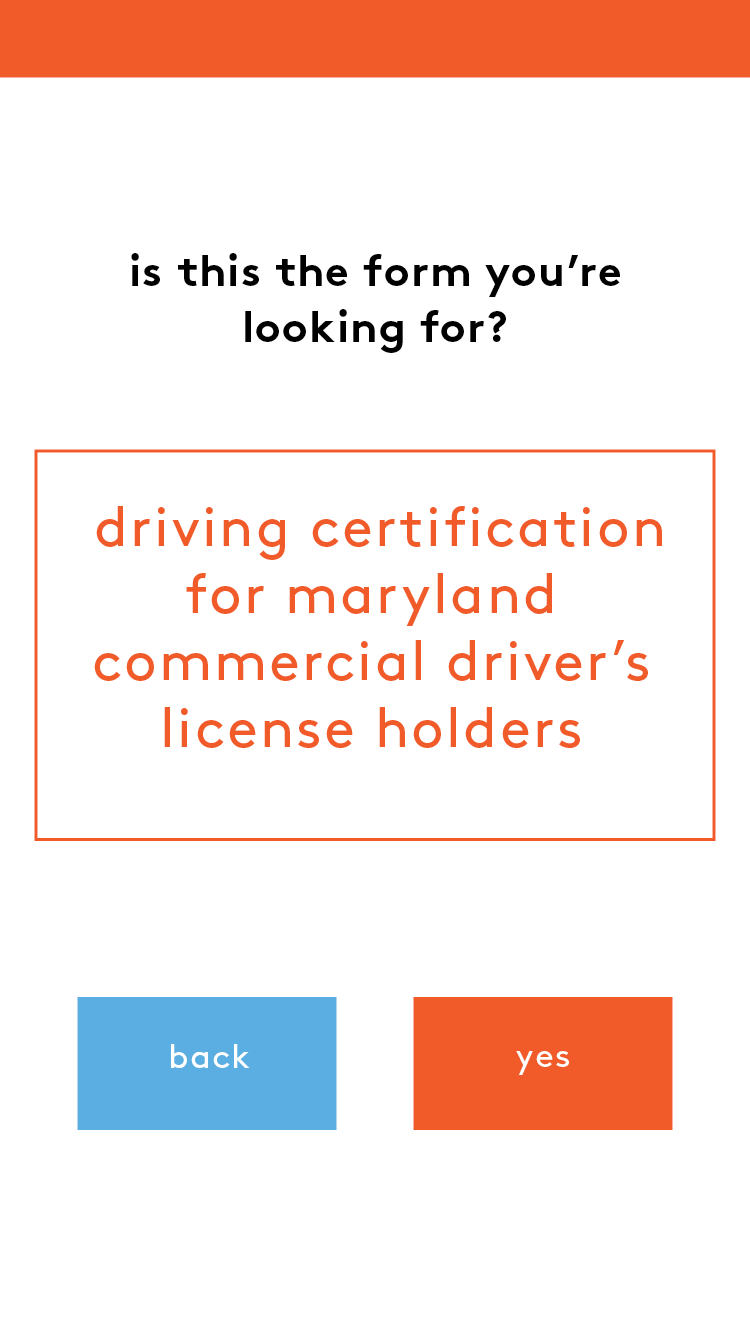 is this the form you’re
looking for?
driving certification
for maryland
commercial driver’s
license holders
back
yes